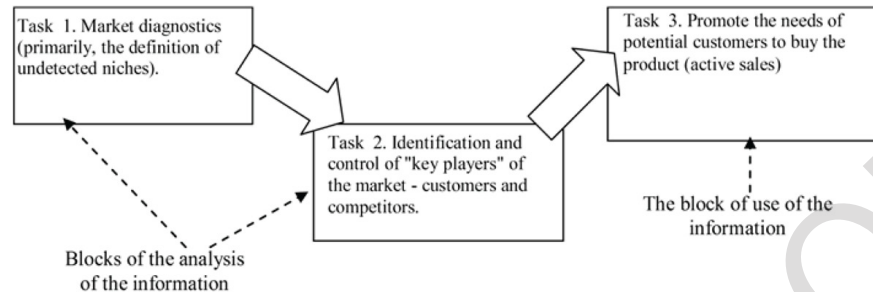 Task 1. Market diagnostics
(primarily, the definition of
undetected niches).
Task 2. Identification and
control of "key players" of
the market - customers and
competitors.
Task 3. Promote the needs of
potential customers to buy the
product (active sales)
Blocks of the analysis
of the information
The block of use of the
information